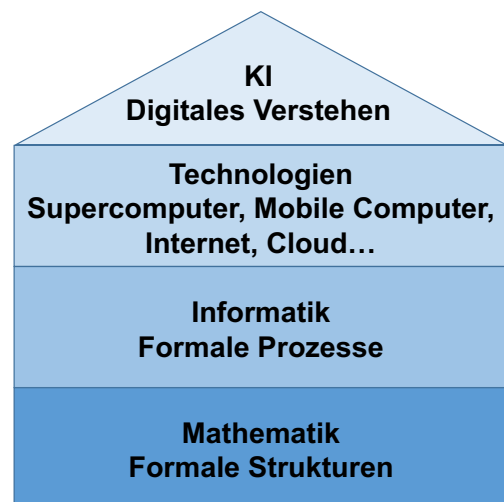 KI
Digitales Verstehen
Technologien
Supercomputer, Mobile Computer,
Internet, Cloud…
Informatik
Formale Prozesse
Mathematik
Formale Strukturen